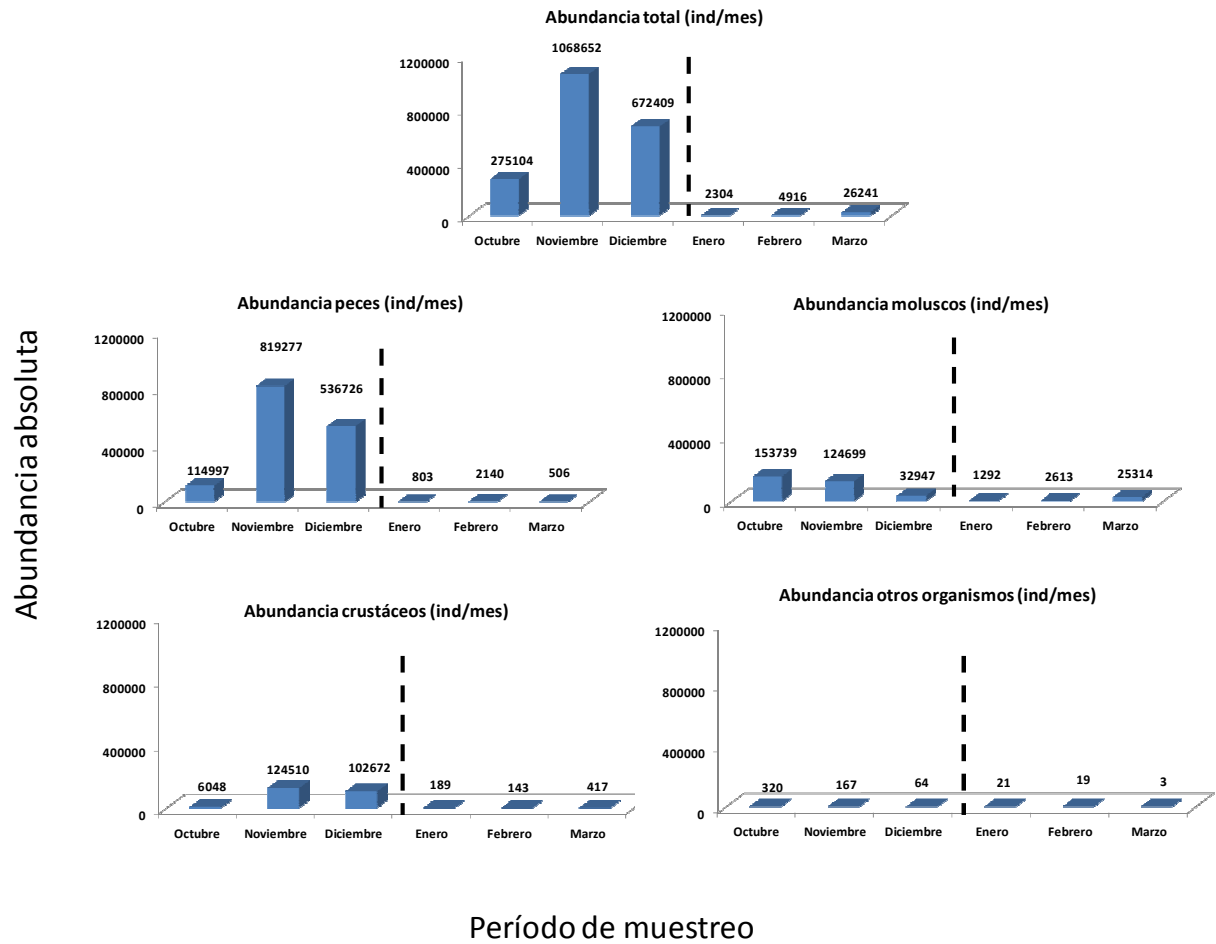 Abundancia total (ind/mes)
1068652
1200000
672409
800000
275104
400000
2304 4916 26241
0
Octubre Noviembre Diciembre Enero Febrero Marzo
Abundancia absoluta
Abundancia peces (ind/mes)
1200000
819277
800000
536726
400000
114997
803 2140 506
0
Octubre Noviembre Diciembre Enero Febrero Marzo
Abundancia moluscos (ind/mes)
1200000
800000
400000
153739 124699 32947 1292 2613 25314
0
Octubre Noviembre Diciembre Enero Febrero Marzo
Abundancia crustáceos (ind/mes)
1200000
800000
400000
6048 124510 102672 189 143 417
0
Octubre Noviembre Diciembre Enero Febrero Marzo
Abundancia otros organismos (ind/mes)
1200000
800000
400000
320 167 64 21 19 3
0
Octubre Noviembre Diciembre Enero Febrero Marzo
Período de muestreo